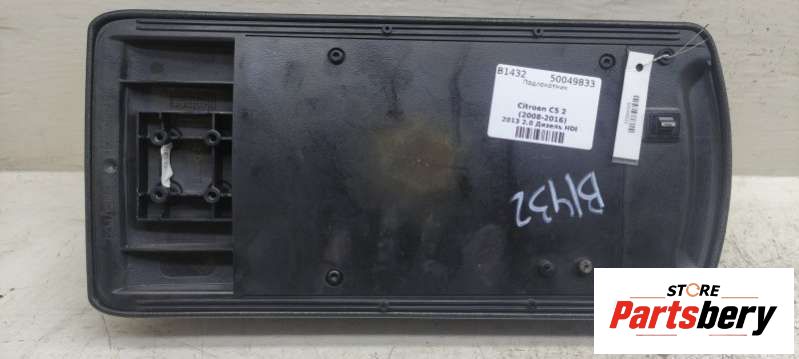 B1432 50049833
Подлокотник
Citroen C5 2
(2008-2016)
2013 2.0 Дизель HDI
B1432
STORE
Partsbery